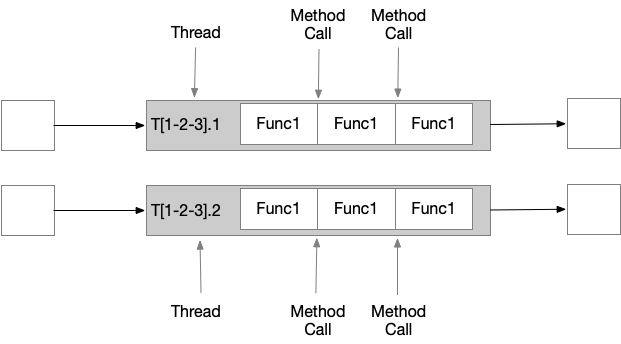 Thread
Method
Call
Method
Call
T[1-2-3].1
Func1
Func1
Func1
T[1-2-3].2
Func1
Func1
Func1
Thread
Method
Call
Method
Call